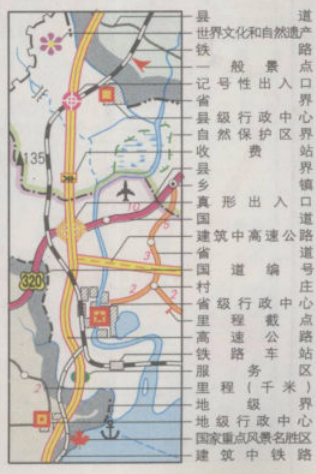 县道
世界文化和自然遗产
铁路
一般景点
记号性出入口
省界
县级行政中心
自然保护区界
收费站
县界
乡镇
真形出入口
国道
建筑中高速公路
省道
国道编号
村庄
省级行政中心
里程截点
高速公路
铁路车站
服务区
里程(千米)
地级界
地级行政中心
国家重点风景名胜区
建筑中铁路
135
10
5
3
320
2
2
2